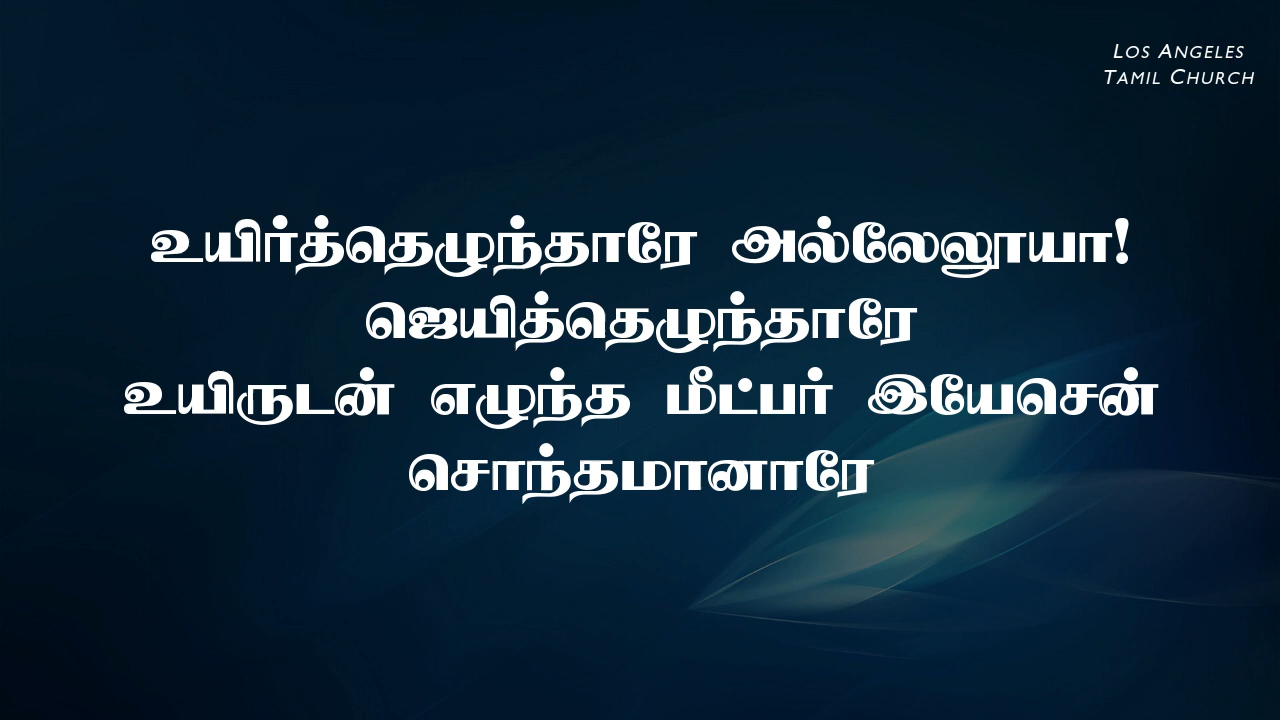 LOS ANGELES
TAMIL CHURCH
உயிர்த்தெழுந்தாரே அல்லேலூயா!
ஜெயித்தெழுந்தாரே
உயிருடன் எழுந்த மீட்பர் இயேசென்
சொந்தமானாரே